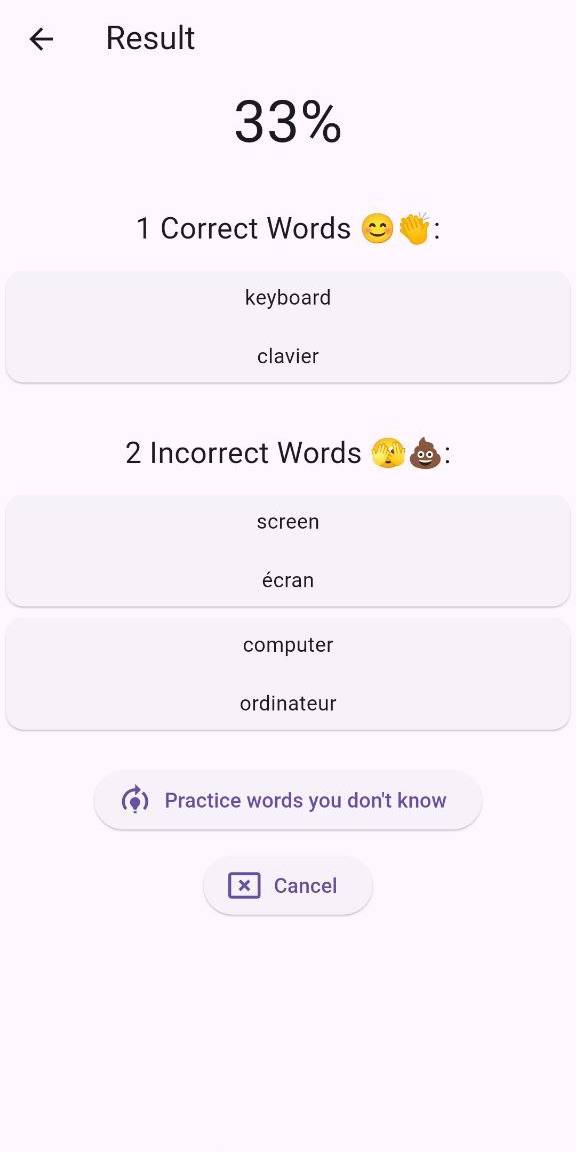 Result
33%
1 Correct Words 😊👏:
keyboard
clavier
2 Incorrect Words 🫣💩:
screen
écran
computer
ordinateur
Practice words you don't know
Cancel